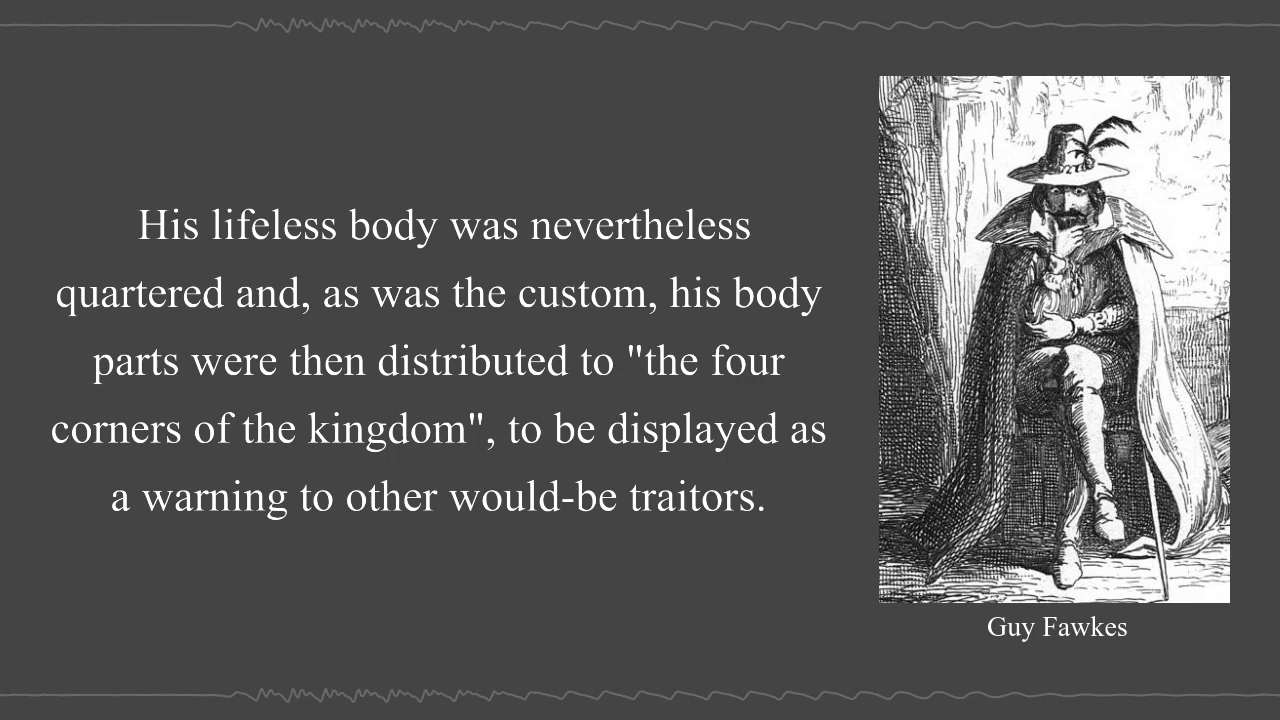 His lifeless body was nevertheless
quartered and, as was the custom, his body
parts were then distributed to "the four
corners of the kingdom", to be displayed as
a warning to other would-be traitors.
Guy Fawkes